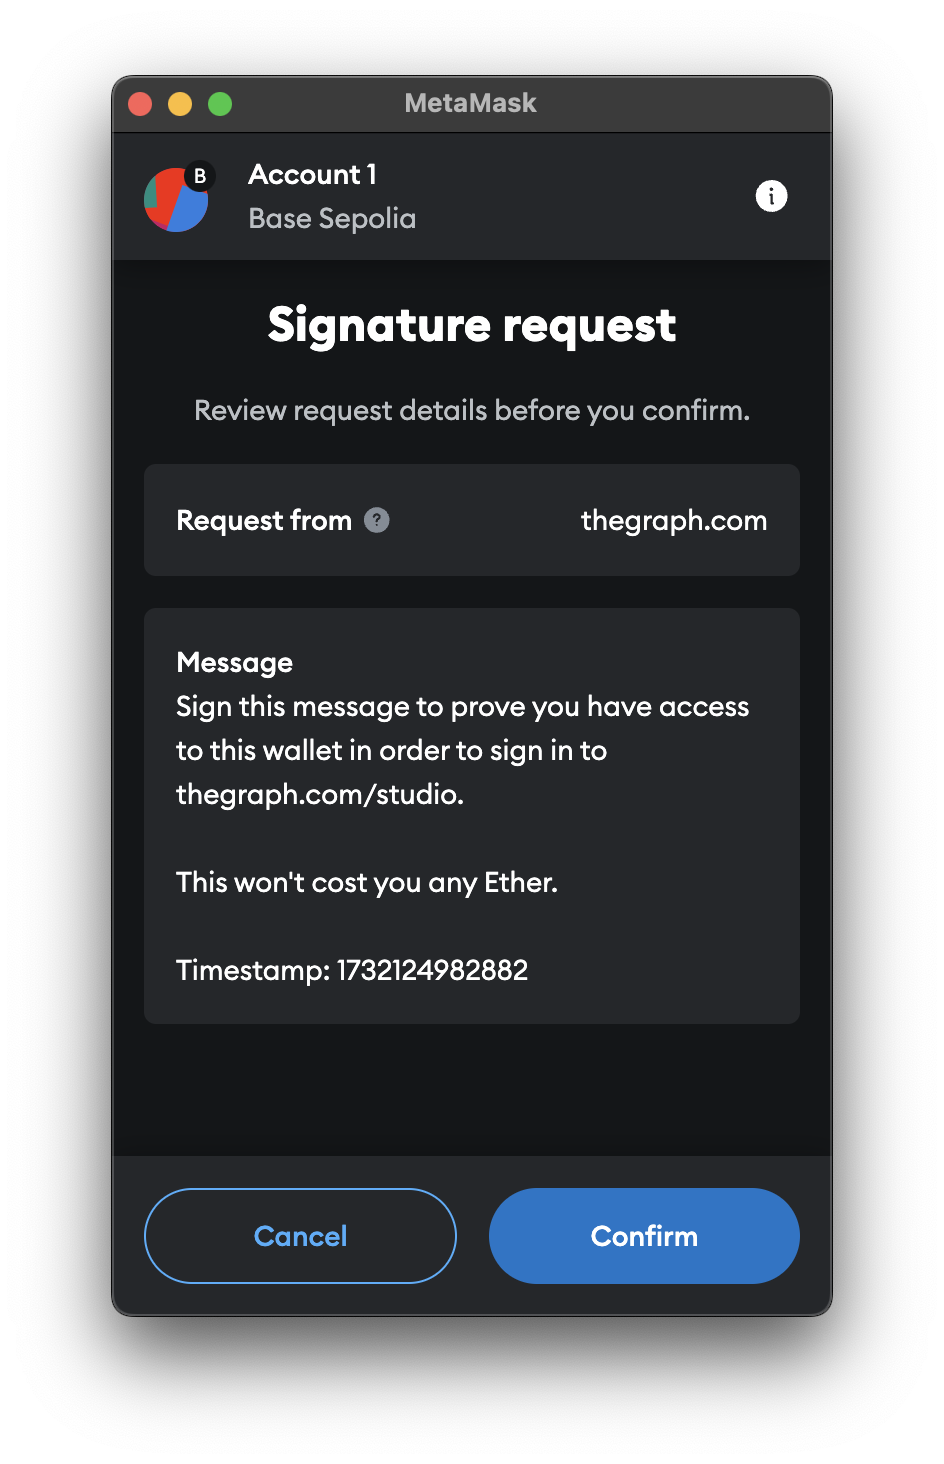 MetaMask
B
Account 1
Base Sepolia
i
Signature request
Review request details before you confirm.
Request from ? thegraph.com
Message
Sign this message to prove you have access
to this wallet in order to sign in to
thegraph.com/studio.
This won't cost you any Ether.
Timestamp: 1732124982882
Cancel Confirm